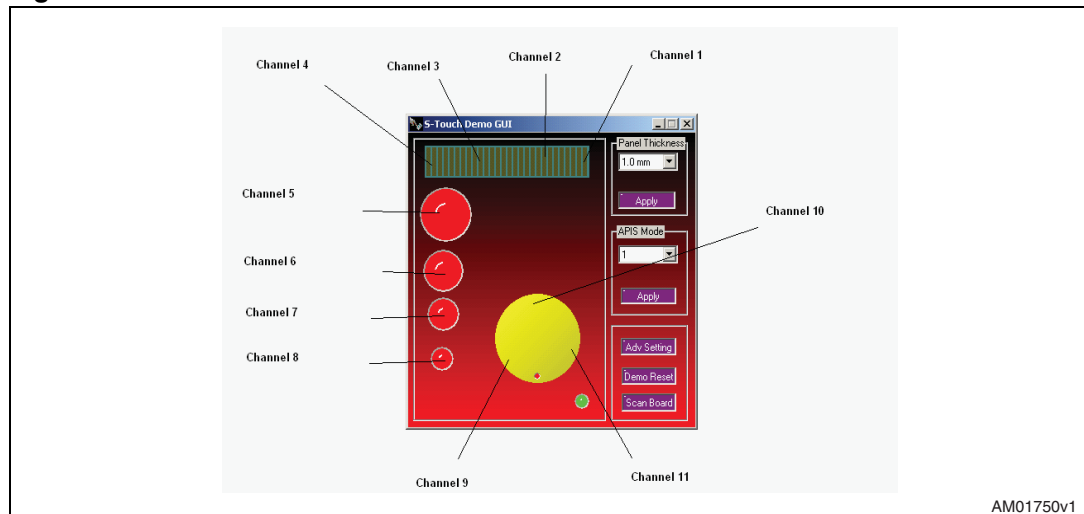 Channel 4
Channel 3
Channel 2
Channel 1
S-Touch Demo GUI
Panel Thickness
1.0 mm
Apply
Channel 5
Channel 10
APIS Mode
1
Channel 6
Apply
Channel 7
Channel 8
Adv Setting
Demo Reset
Scan Board
Channel 9
Channel 11
AM01750v1